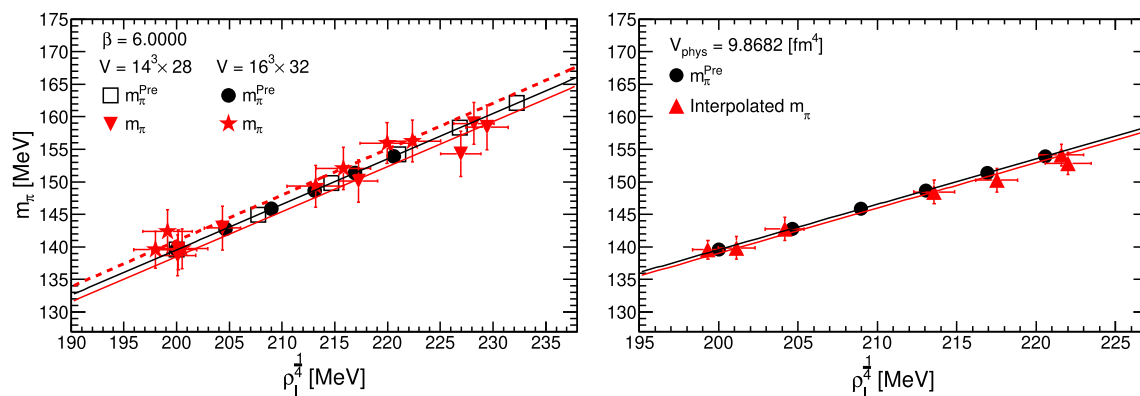 β = 6.0000
V = 14³× 28 V = 16³× 32
m_π^Pre m_π^Pre
m_π m_π
175
170
165
160
155
150
145
140
135
130
m_π [MeV]
190 195 200 205 210 215 220 225 230 235
ρ_I^{1/4} [MeV]
V_phys = 9.8682 [fm⁴]
m_π^Pre
Interpolated m_π
175
170
165
160
155
150
145
140
135
130
m_π [MeV]
195 200 205 210 215 220 225
ρ_I^{1/4} [MeV]